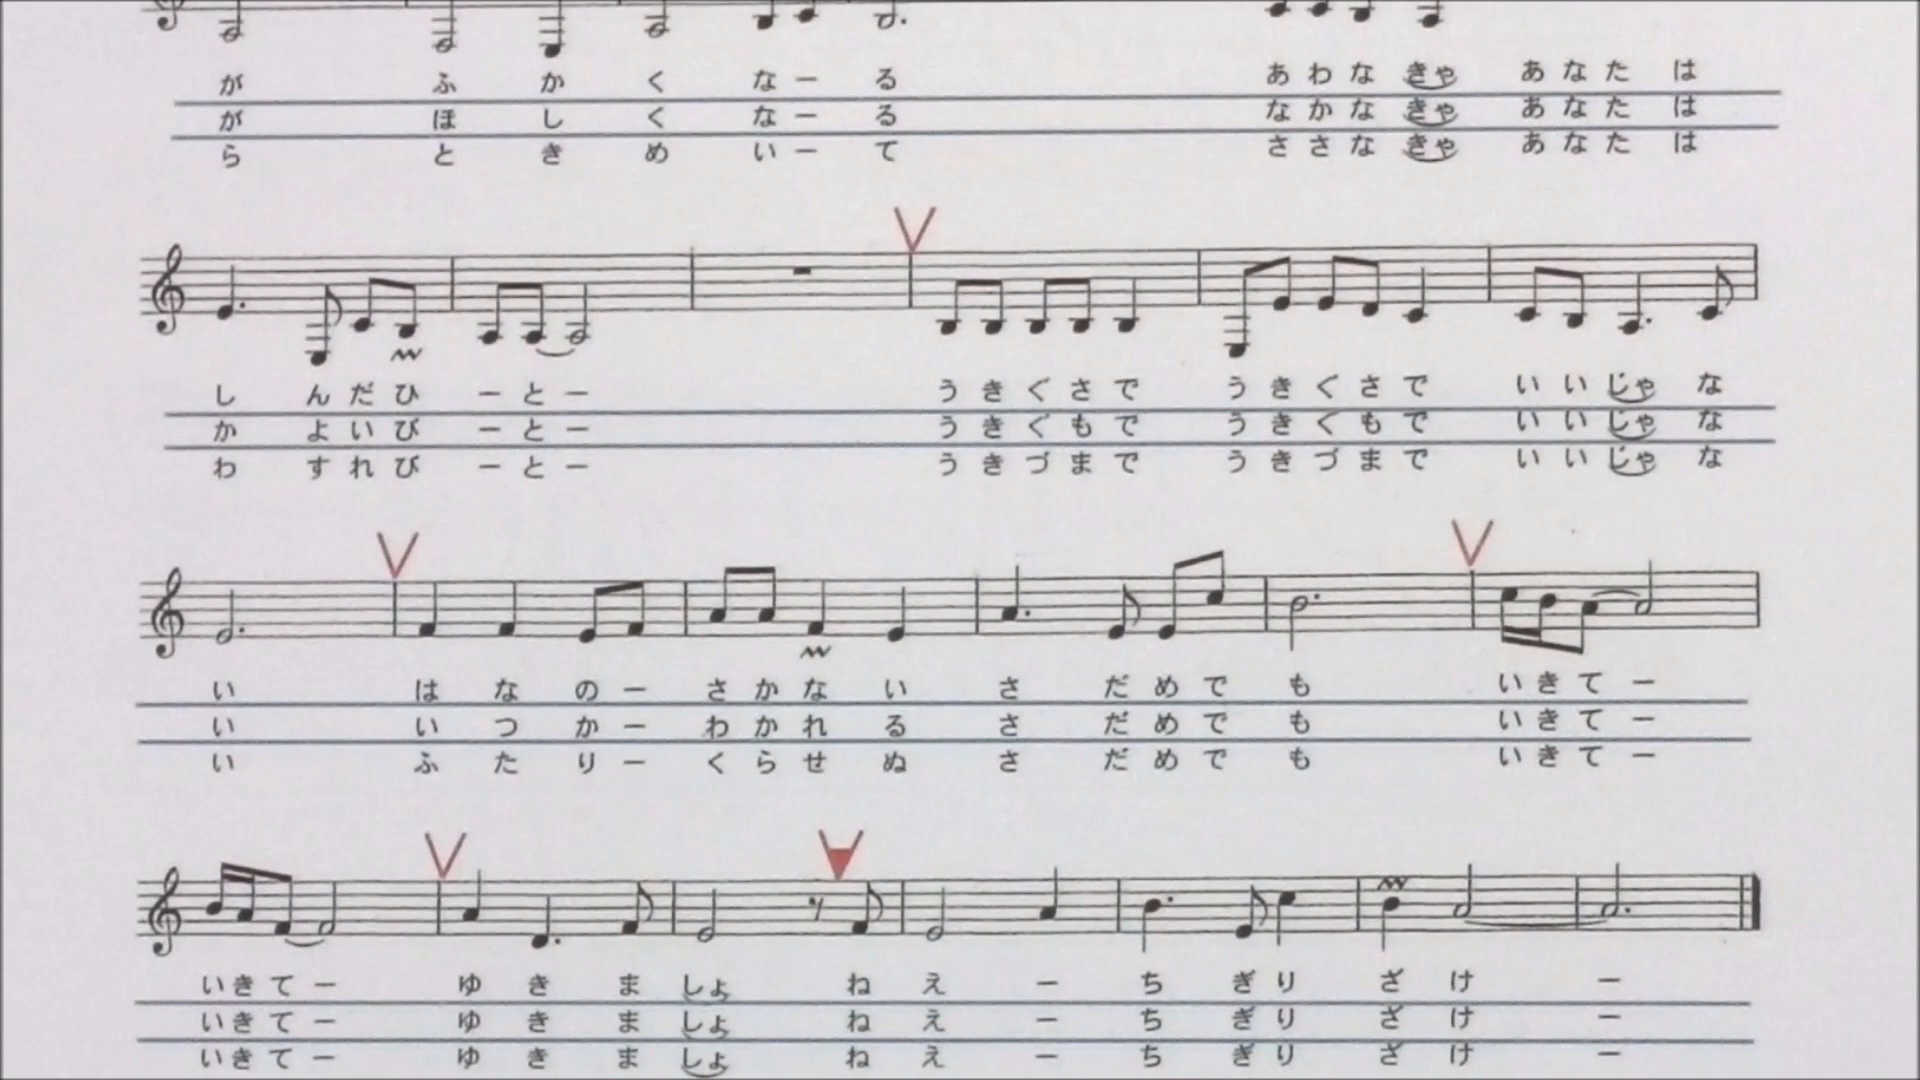 が ふ か く な ー る あ わ な きゃ あ な た は
が ほ し く な ー る な か な きゃ あ な た は
ら と き め い ー て さ さ な きゃ あ な た は
し ん だ ひ ー と ー う き ぐ さ で う き く さ で い い じゃ な
か よ い び ー と ー う き ぐ も で う き く も で い い じゃ な
わ す れ び ー と ー う き づ ま で う き づ ま で い い じゃ な
い は な の ー さ か な い さ だ め で も い き て ー
い い つ か ー わ か れ る さ だ め で も い き て ー
い ふ た り ー く ら せ ぬ さ だ め で も い き て ー
い き て ー ゆ き ま しょ ね え ー ち ぎ り ざ け ー
い き て ー ゆ き ま しょ ね え ー ち ぎ り ざ け ー
い き て ー ゆ き ま しょ ね え ー ち ぎ り ざ け ー